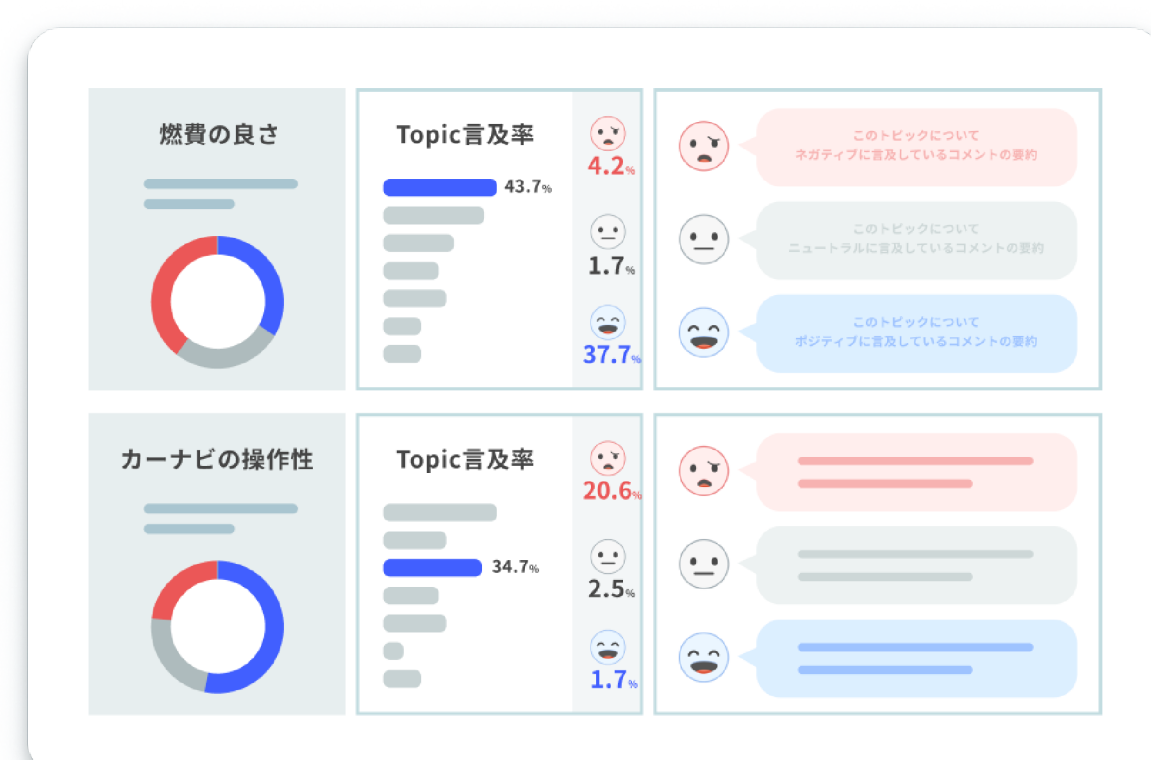 燃費の良さ
Topic言及率
43.7%
4.2%
1.7%
37.7%
このトピックについて
ネガティブに言及しているコメントの要約
このトピックについて
ニュートラルに言及しているコメントの要約
このトピックについて
ポジティブに言及しているコメントの要約
カーナビの操作性
Topic言及率
34.7%
20.6%
2.5%
1.7%